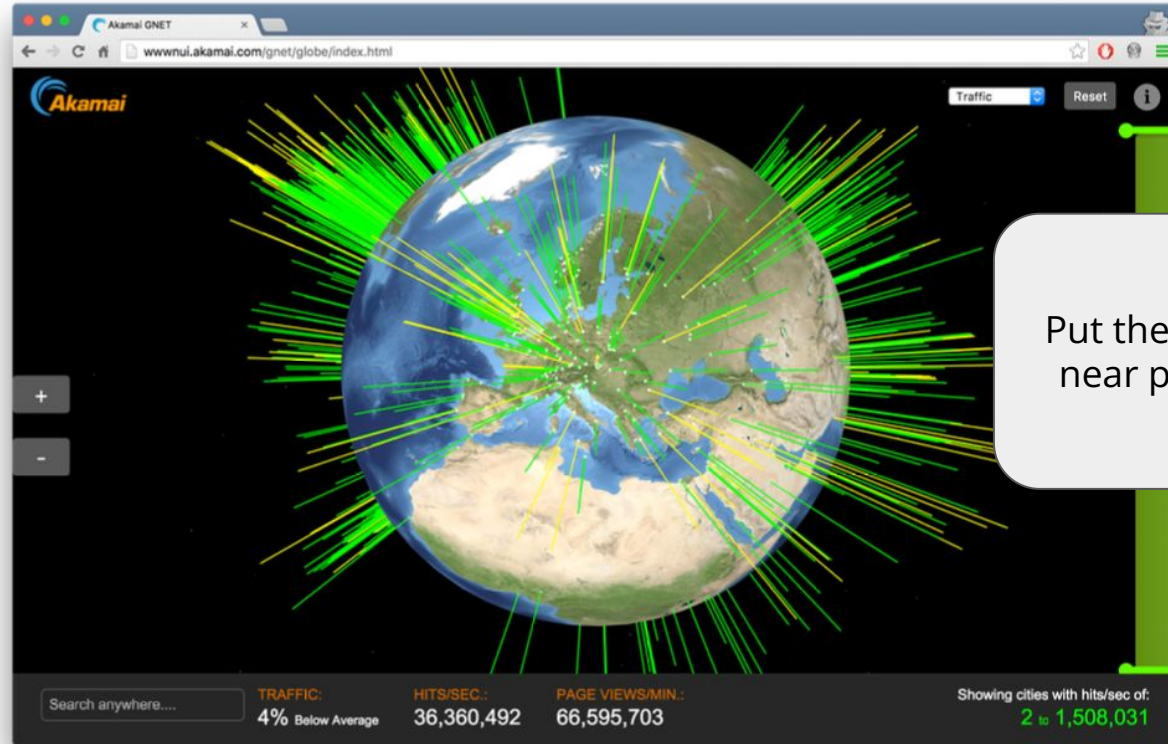 Akamai GNET
wwwnui.akamai.com/gnet/globe/index.html
Akamai
Traffic
Reset
i
Put the
near p
+
-
Search anywhere....
TRAFFIC:
4% Below Average
HITS/SEC.:
36,360,492
PAGE VIEWS/MIN.:
66,595,703
Showing cities with hits/sec of:
2 to 1,508,031